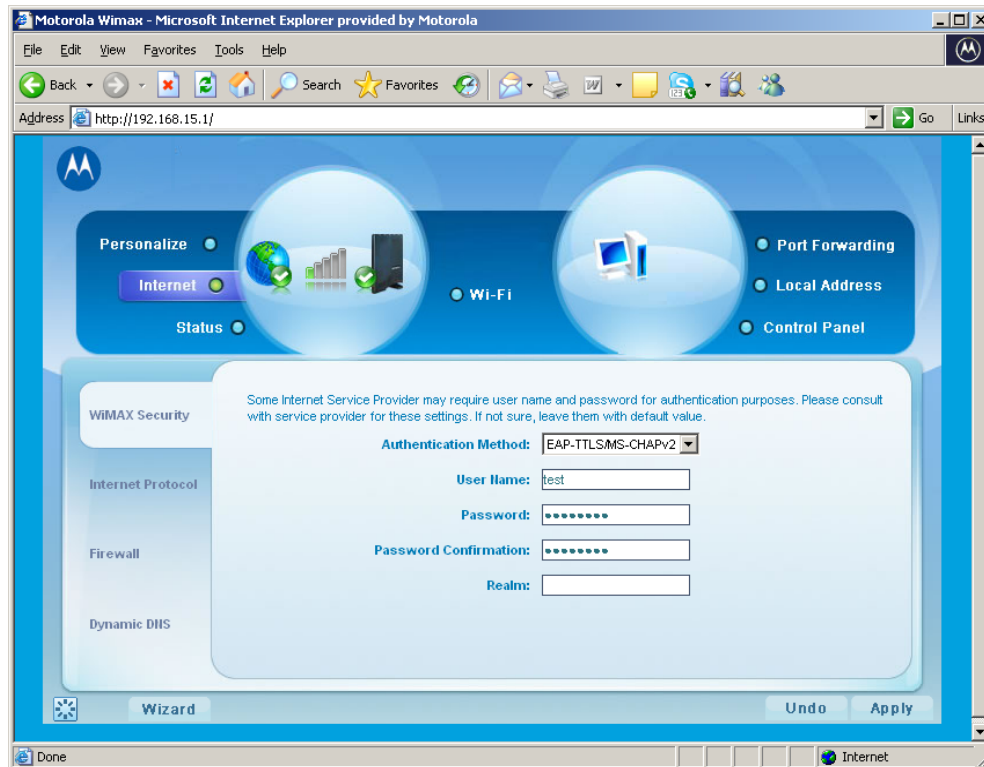 Motorola Wimax - Microsoft Internet Explorer provided by Motorola
File Edit View Favorites Tools Help
Back Search Favorites
Address http://192.168.15.1/ Go Links
Personalize
Internet
Status
Wi-Fi
Port Forwarding
Local Address
Control Panel
WiMAX Security
Internet Protocol
Firewall
Dynamic DNS
Some Internet Service Provider may require user name and password for authentication purposes. Please consult
with service provider for these settings. If not sure, leave them with default value.
Authentication Method: EAP-TTLS/MS-CHAPv2
User Name: test
Password: ••••••••
Password Confirmation: ••••••••
Realm:
Wizard Undo Apply
Done Internet